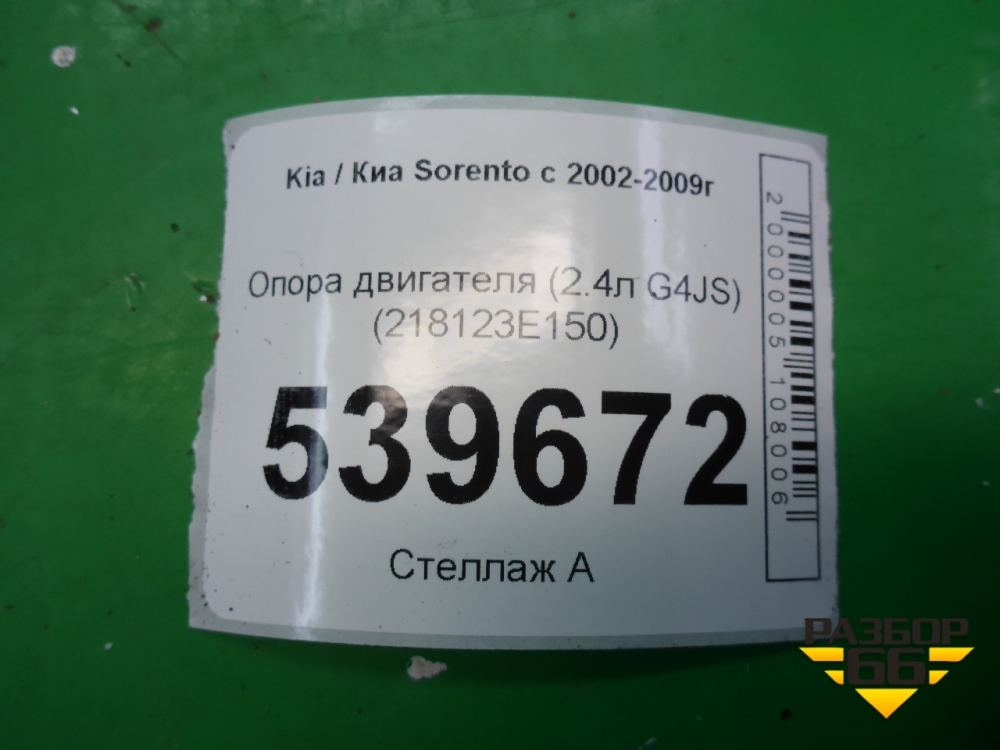 Kia / Киа Sorento с 2002-2009г
Опора двигателя (2.4л G4JS)
(218123E150)
539672
Стеллаж А
2000005108006
РАЗБОР
66